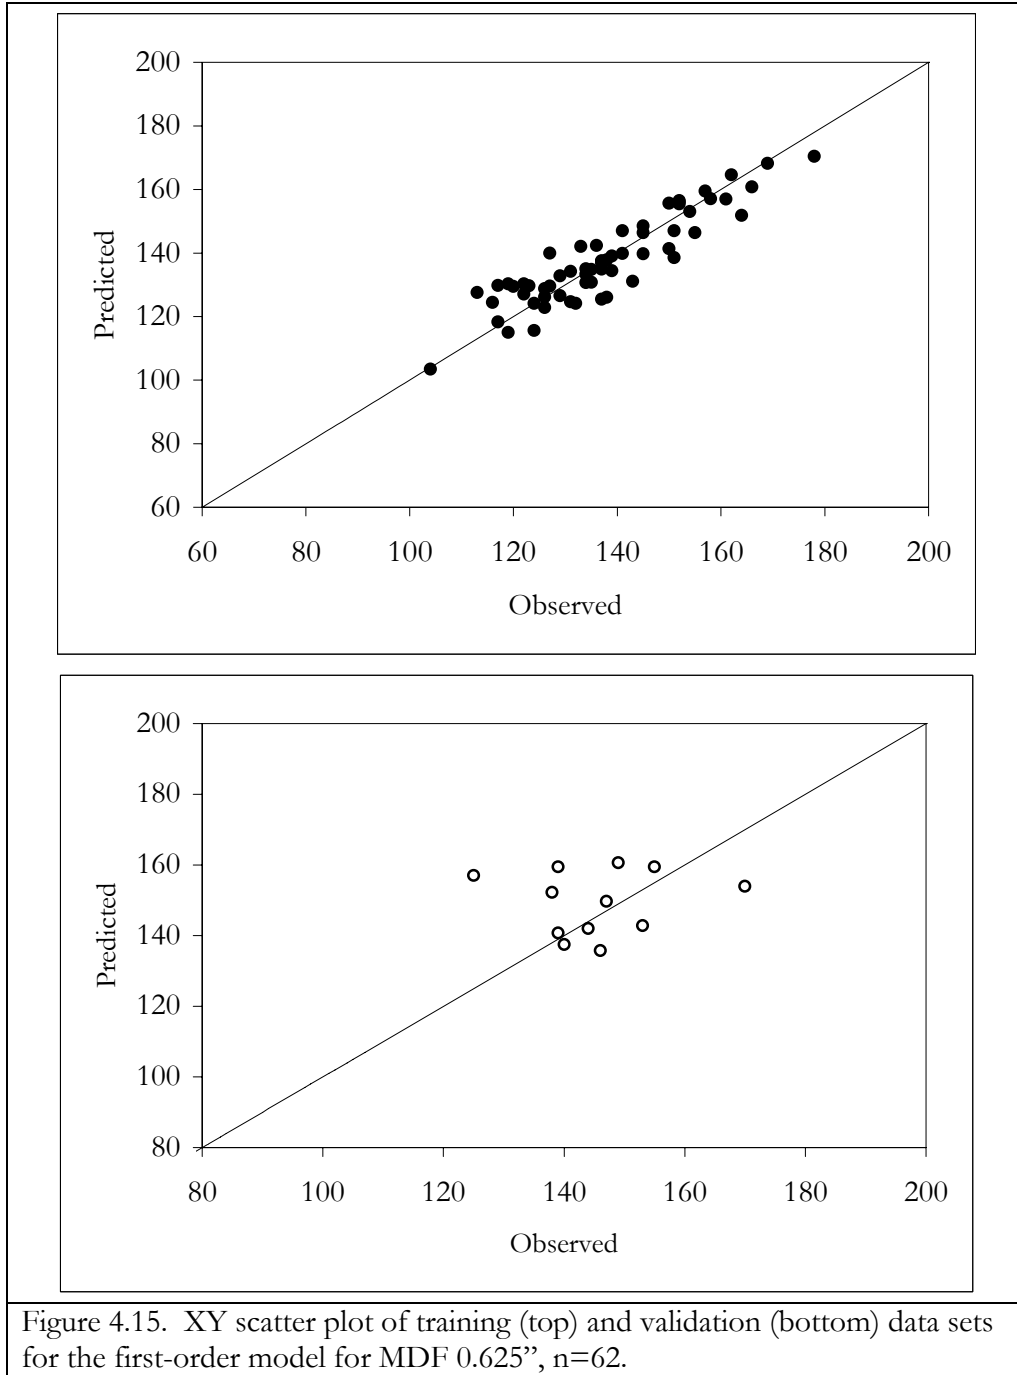 200
180
160
140
120
100
80
60
Predicted
60 80 100 120 140 160 180 200
Observed
200
180
160
140
120
100
80
Predicted
80 100 120 140 160 180 200
Observed
Figure 4.15. XY scatter plot of training (top) and validation (bottom) data sets
for the first-order model for MDF 0.625”, n=62.